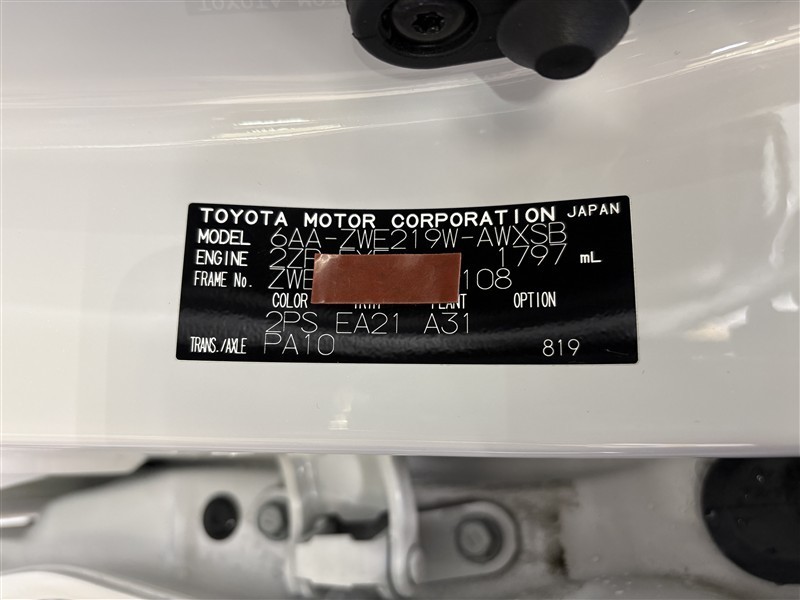 TOYOTA MOTOR CORPORATION JAPAN
MODEL 6AA-ZWE219W-AWXSB
ENGINE 1797 mL
FRAME No. 108
COLOR OPTION
2PS EA21 A31
TRANS./AXLE PA10 819